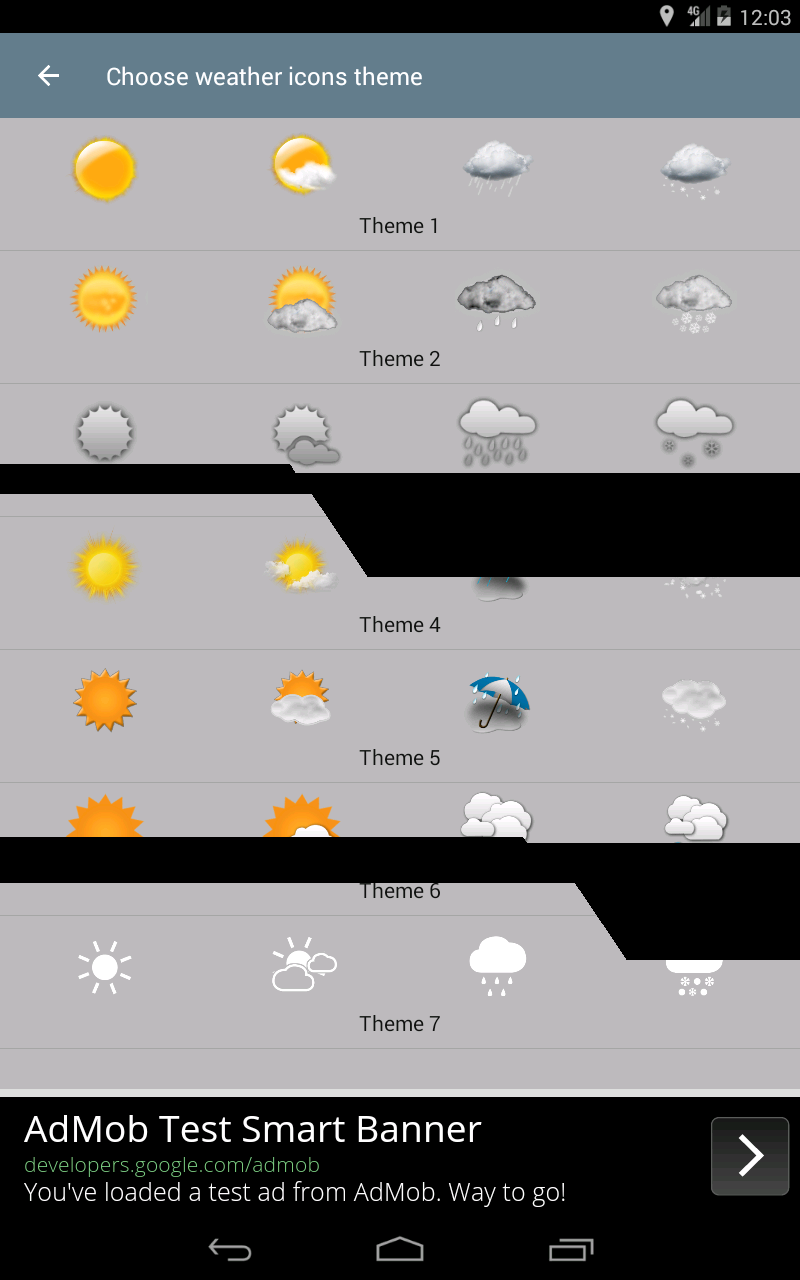 4G 12:03
Choose weather icons theme
Theme 1
Theme 2
Theme 4
Theme 5
Theme 6
Theme 7
AdMob Test Smart Banner
developers.google.com/admob
You've loaded a test ad from AdMob. Way to go!